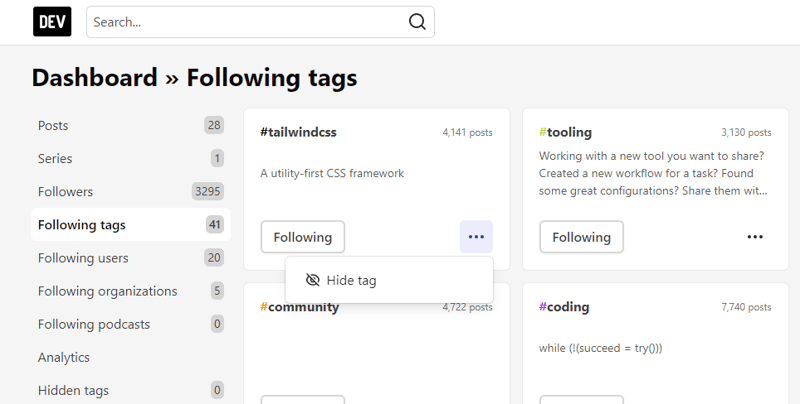 DEV
Search...
Dashboard » Following tags
Posts 28
Series 1
Followers 3295
Following tags 41
Following users 20
Following organizations 5
Following podcasts 0
Analytics
Hidden tags 0
#tailwindcss 4,141 posts
A utility-first CSS framework
Following
Hide tag
#tooling 3,130 posts
Working with a new tool you want to share?
Created a new workflow for a task? Found
some great configurations? Share them wit...
Following
#community 4,722 posts
Following
#coding 7,740 posts
while (!(succeed = try()))
Following